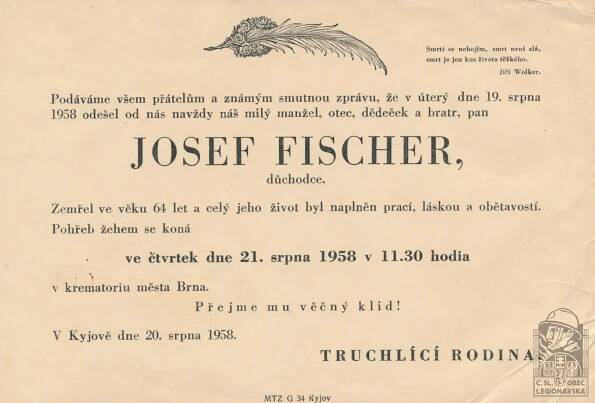 Smrti se nebojím, smrt není zlá,
smrt je jen kus života těžkého.
Jiří Wolker.
Podáváme všem přátelům a známým smutnou zprávu, že v úterý dne 19. srpna
1958 odešel od nás navždy náš milý manžel, otec, dědeček a bratr, pan
JOSEF FISCHER,
důchodce.
Zemřel ve věku 64 let a celý jeho život byl naplněn prací, láskou a obětavostí.
Pohřeb žehem se koná
ve čtvrtek dne 21. srpna 1958 v 11.30 hodin
v krematoriu města Brna.
Přejme mu věčný klid!
V Kyjově dne 20. srpna 1958.
TRUCHLÍCÍ RODINA.
ČS. OBEC
LEGIONÁŘSKÁ
MTZ G 34 Kyjov